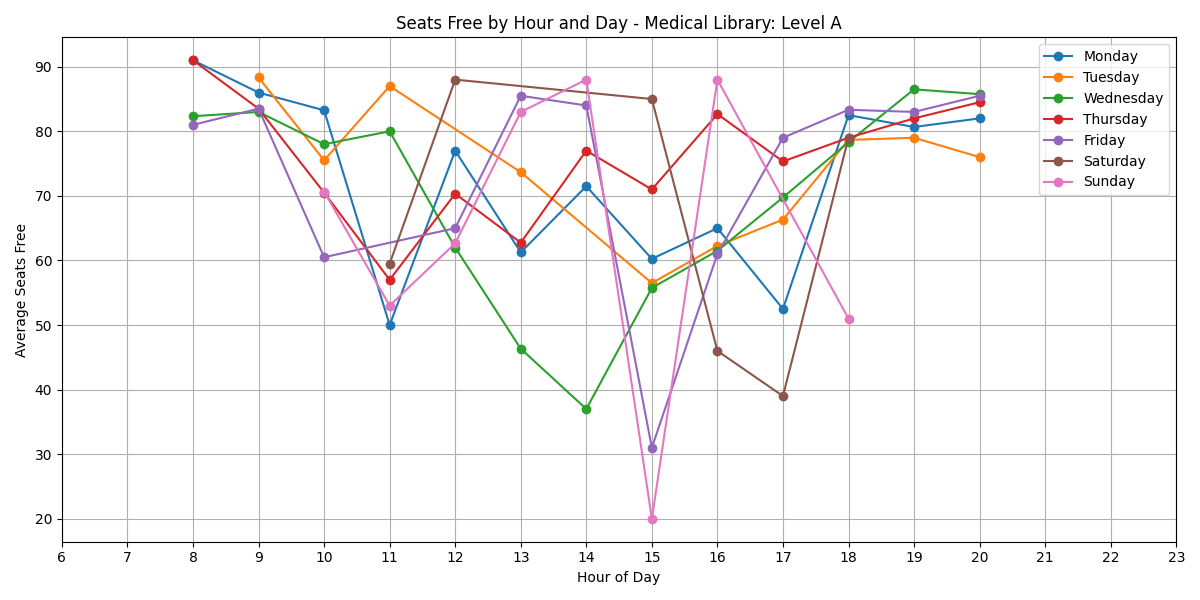 Seats Free by Hour and Day - Medical Library: Level A
Average Seats Free
90
80
70
60
50
40
30
20
Monday
Tuesday
Wednesday
Thursday
Friday
Saturday
Sunday
6 7 8 9 10 11 12 13 14 15 16 17 18 19 20 21 22 23
Hour of Day